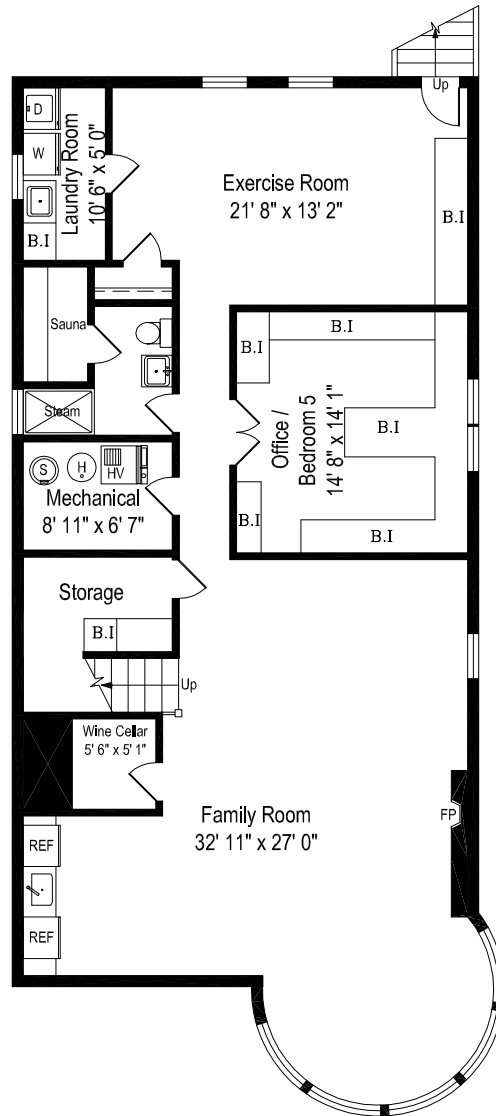 Up
D
W
Laundry Room
10' 6" x 5' 0"
B.I
Exercise Room
21' 8" x 13' 2"
B.I
Sauna
Steam
B.I
B.I
Office /
Bedroom 5
14' 8" x 14' 1"
B.I
B.I
B.I
S
H
HV
Mechanical
8' 11" x 6' 7"
Storage
B.I
Up
Wine Cellar
5' 6" x 5' 1"
Family Room
32' 11" x 27' 0"
FP
REF
REF